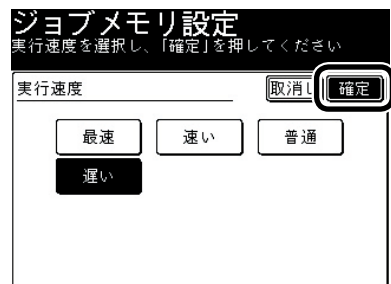 ジョブメモリ設定
実行速度を選択し、「確定」を押してください
実行速度
取消し 確定
最速 速い 普通
遅い